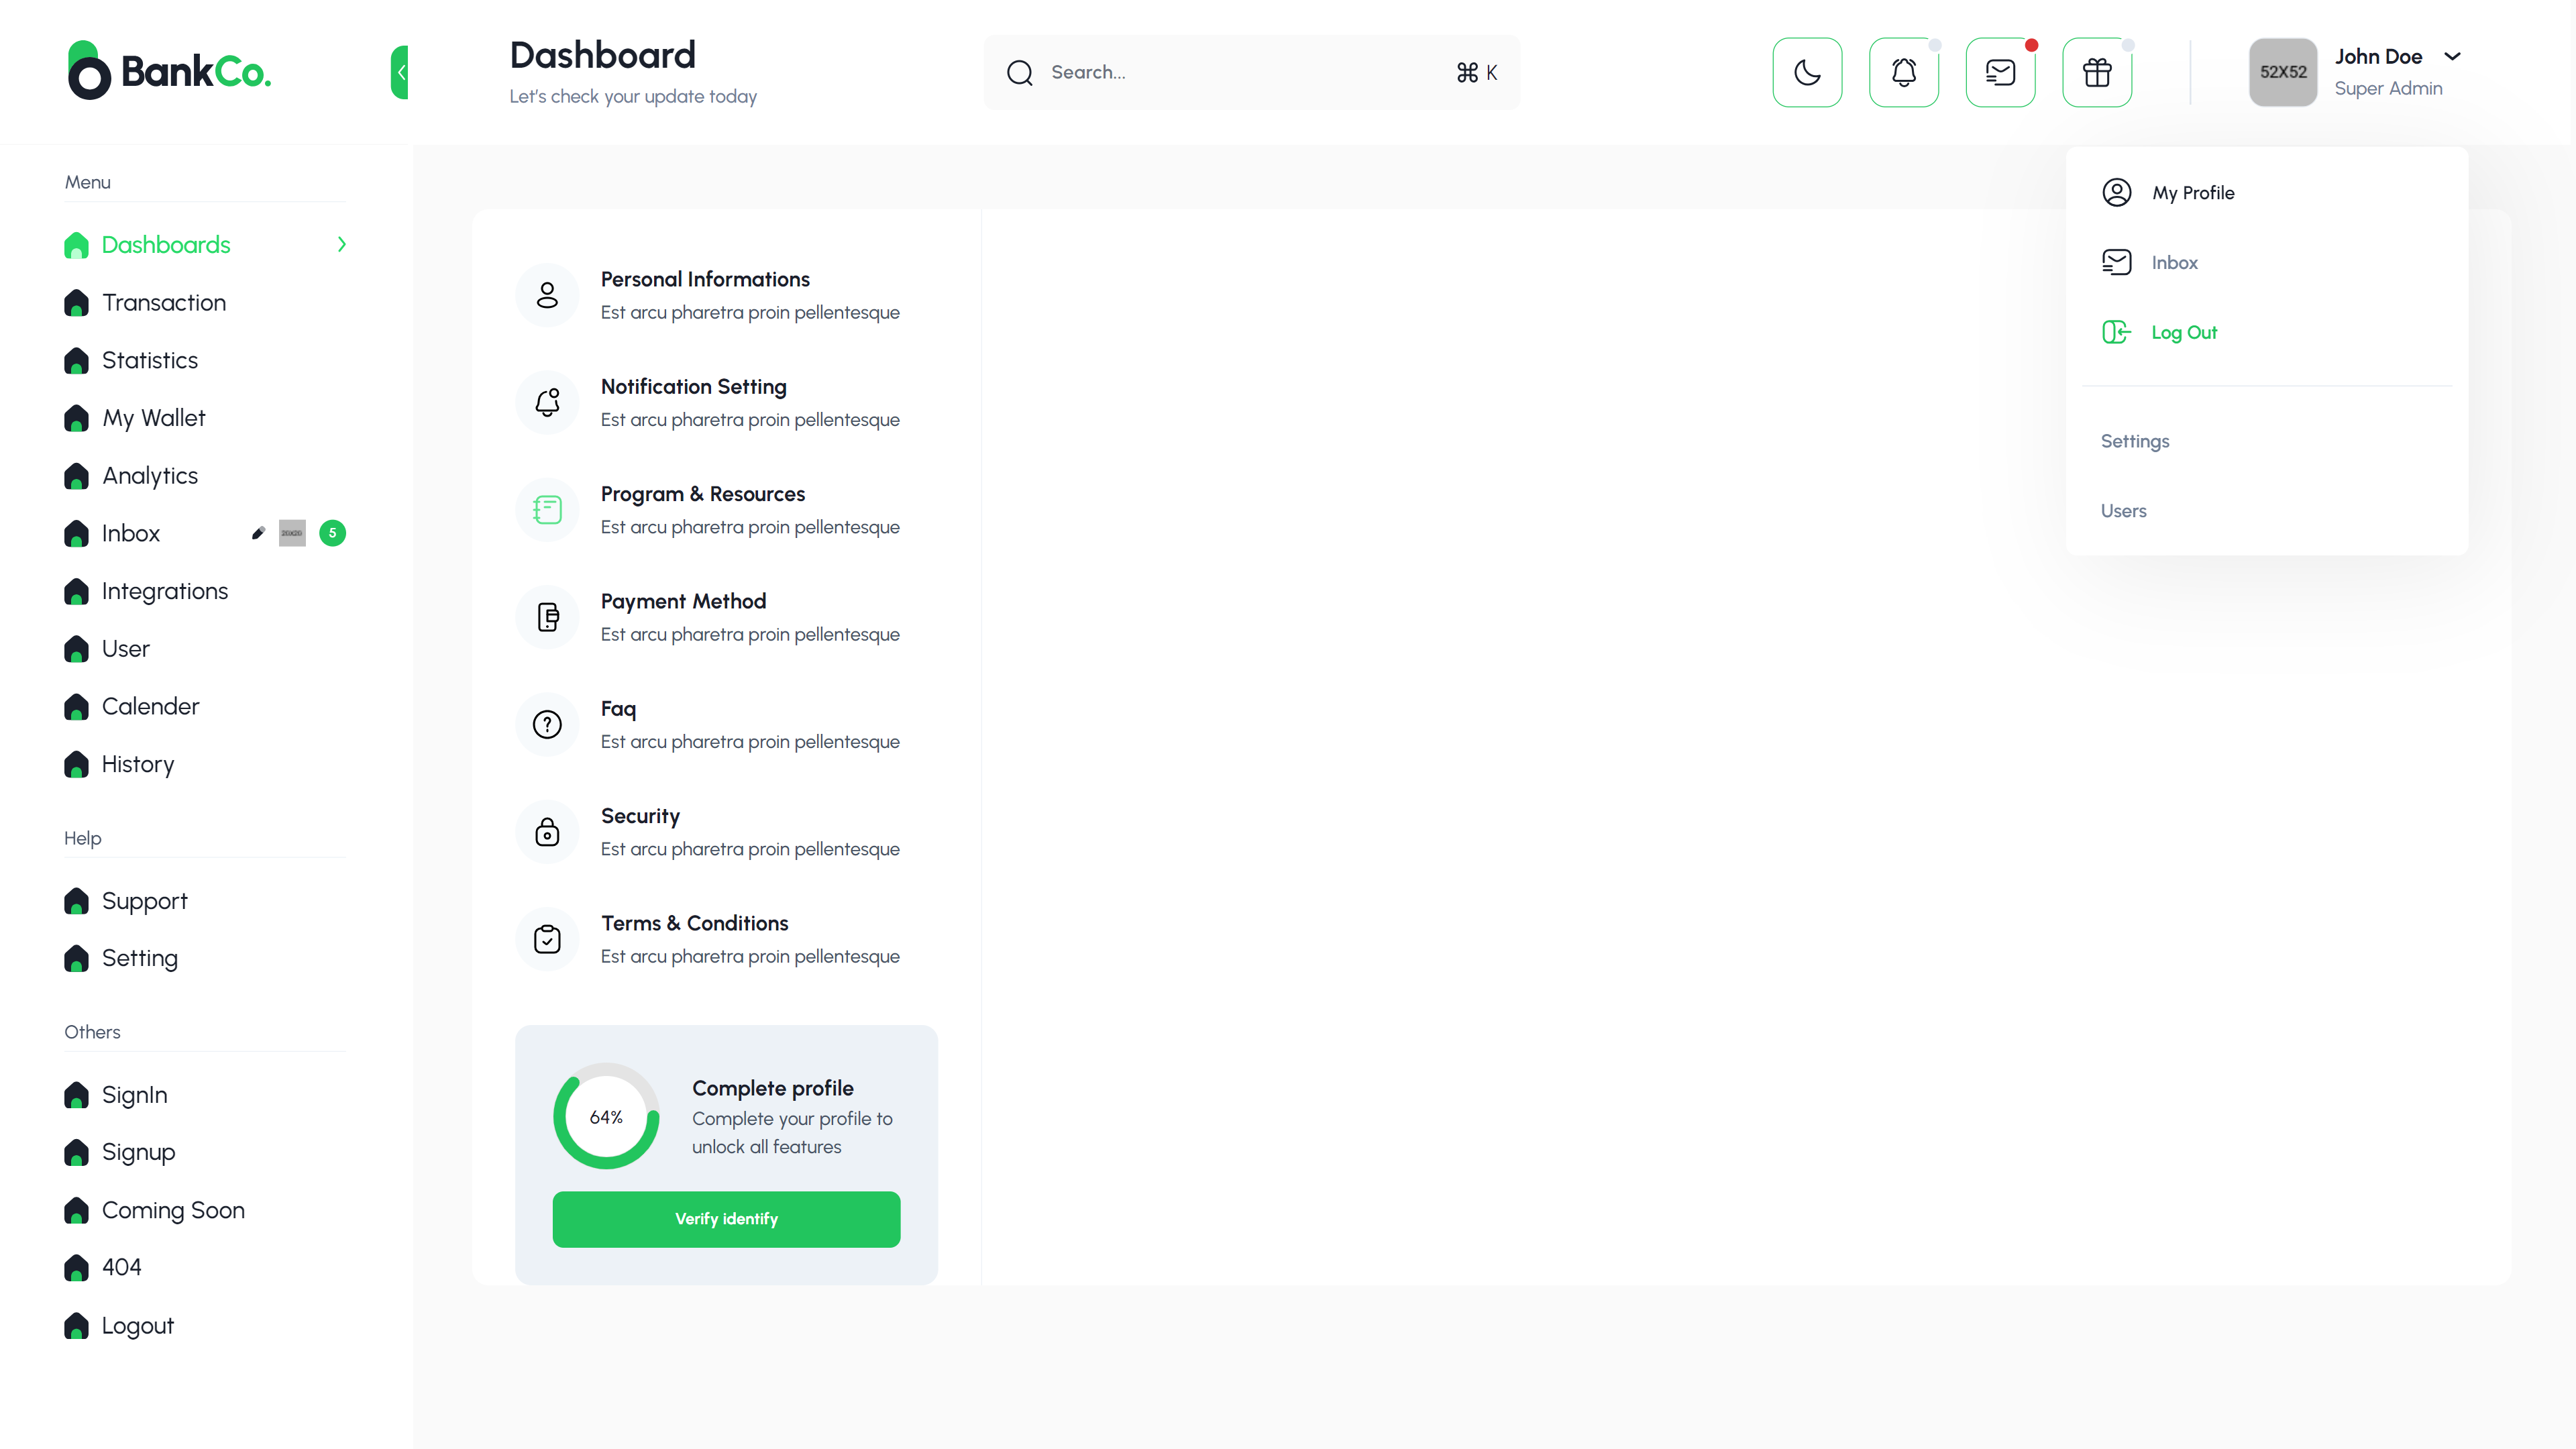 BankCo.
Dashboard
Let's check your update today
Search...
⌘ K
52X52
John Doe
Super Admin
Menu
Dashboards
Transaction
Statistics
My Wallet
Analytics
Inbox
5
Integrations
User
Calender
History
Help
Support
Setting
Others
SignIn
Signup
Coming Soon
404
Logout
Personal Informations
Est arcu pharetra proin pellentesque
Notification Setting
Est arcu pharetra proin pellentesque
Program & Resources
Est arcu pharetra proin pellentesque
Payment Method
Est arcu pharetra proin pellentesque
Faq
Est arcu pharetra proin pellentesque
Security
Est arcu pharetra proin pellentesque
Terms & Conditions
Est arcu pharetra proin pellentesque
64%
Complete profile
Complete your profile to
unlock all features
Verify identify
My Profile
Inbox
Log Out
Settings
Users